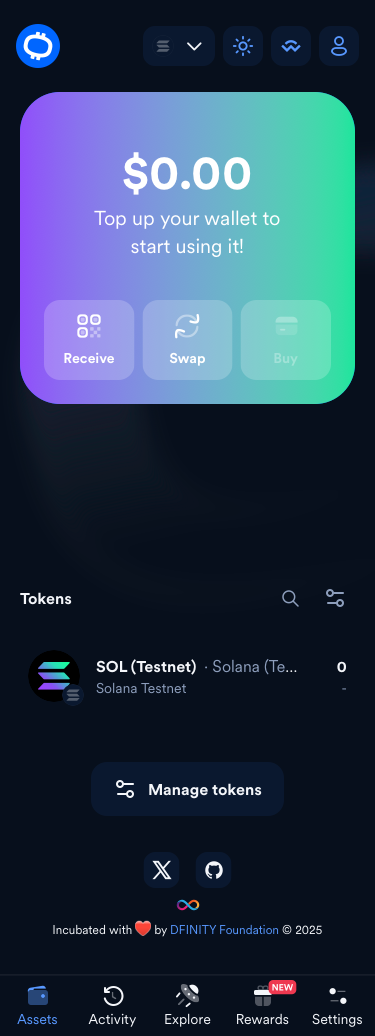 $0.00
Top up your wallet to
start using it!
Receive
Swap
Buy
Tokens
SOL (Testnet) · Solana (Te...
0
Solana Testnet
-
Manage tokens
Incubated with ❤️ by DFINITY Foundation © 2025
NEW
Assets
Activity
Explore
Rewards
Settings